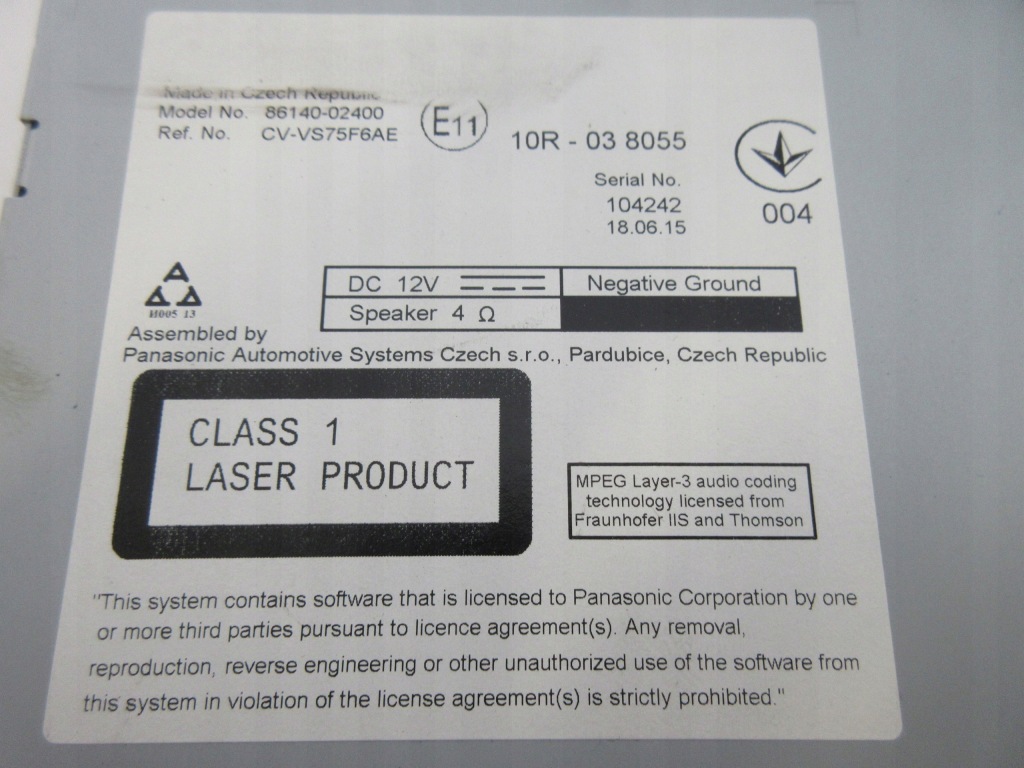 Made in Czech Republic
Model No. 86140-02400
Ref. No. CV-VS75F6AE
E11
10R - 03 8055
Serial No.
104242
18.06.15
004
И005 13
DC 12V
Negative Ground
Speaker 4 Ω
Assembled by
Panasonic Automotive Systems Czech s.r.o., Pardubice, Czech Republic
CLASS 1
LASER PRODUCT
MPEG Layer-3 audio coding
technology licensed from
Fraunhofer IIS and Thomson
"This system contains software that is licensed to Panasonic Corporation by one
or more third parties pursuant to licence agreement(s). Any removal,
reproduction, reverse engineering or other unauthorized use of the software from
this system in violation of the license agreement(s) is strictly prohibited."